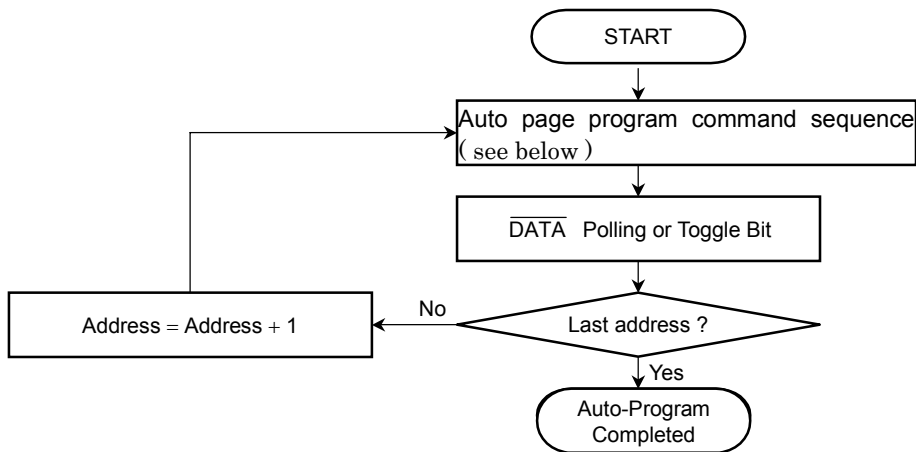 START
Auto page program command sequence
( see below )
D̅A̅T̅A̅ Polling or Toggle Bit
Last address ?
No
Address = Address + 1
Yes
Auto-Program
Completed